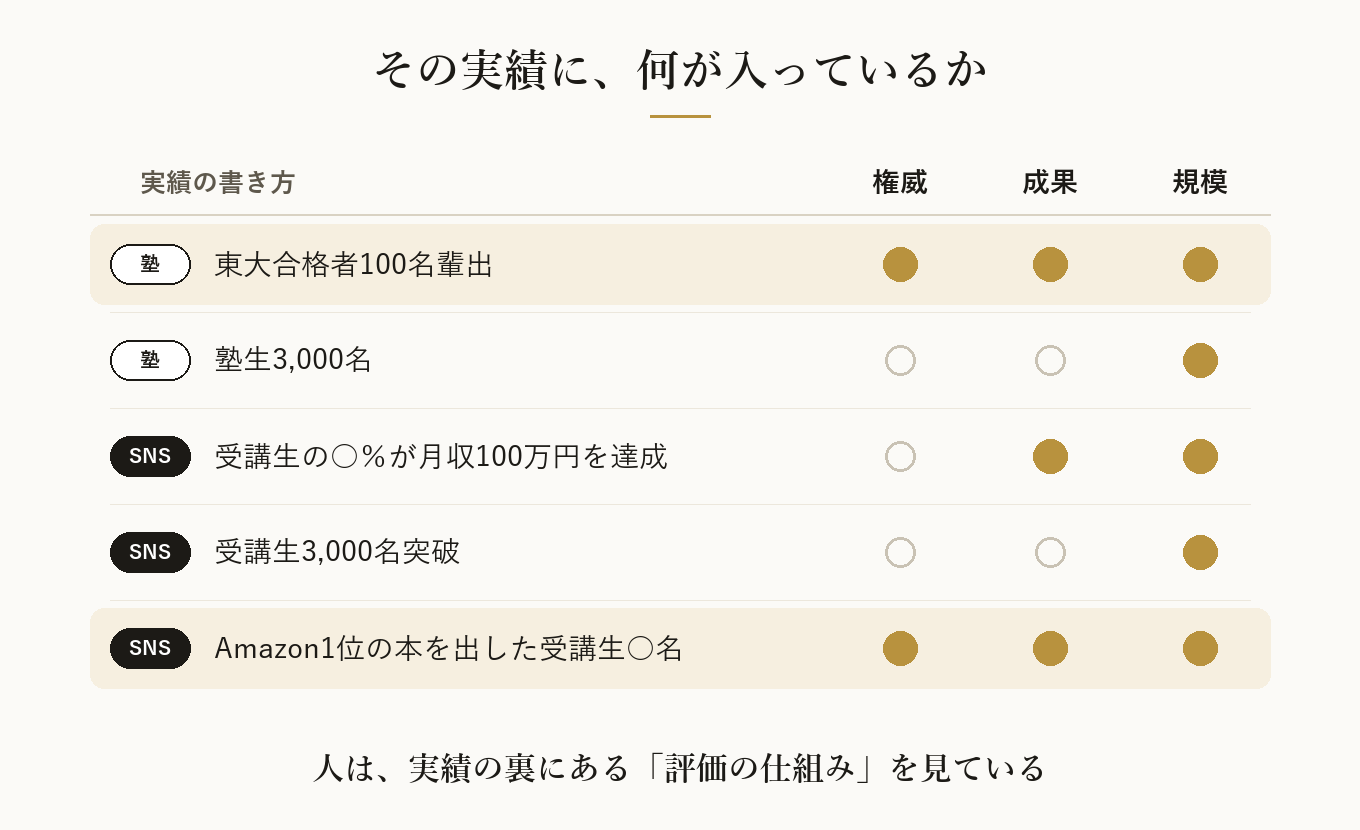 その実績に、何が入っているか
実績の書き方 権威 成果 規模
塾 東大合格者100名輩出
塾 塾生3,000名
SNS 受講生の〇％が月収100万円を達成
SNS 受講生3,000名突破
SNS Amazon1位の本を出した受講生〇名
人は、実績の裏にある「評価の仕組み」を見ている